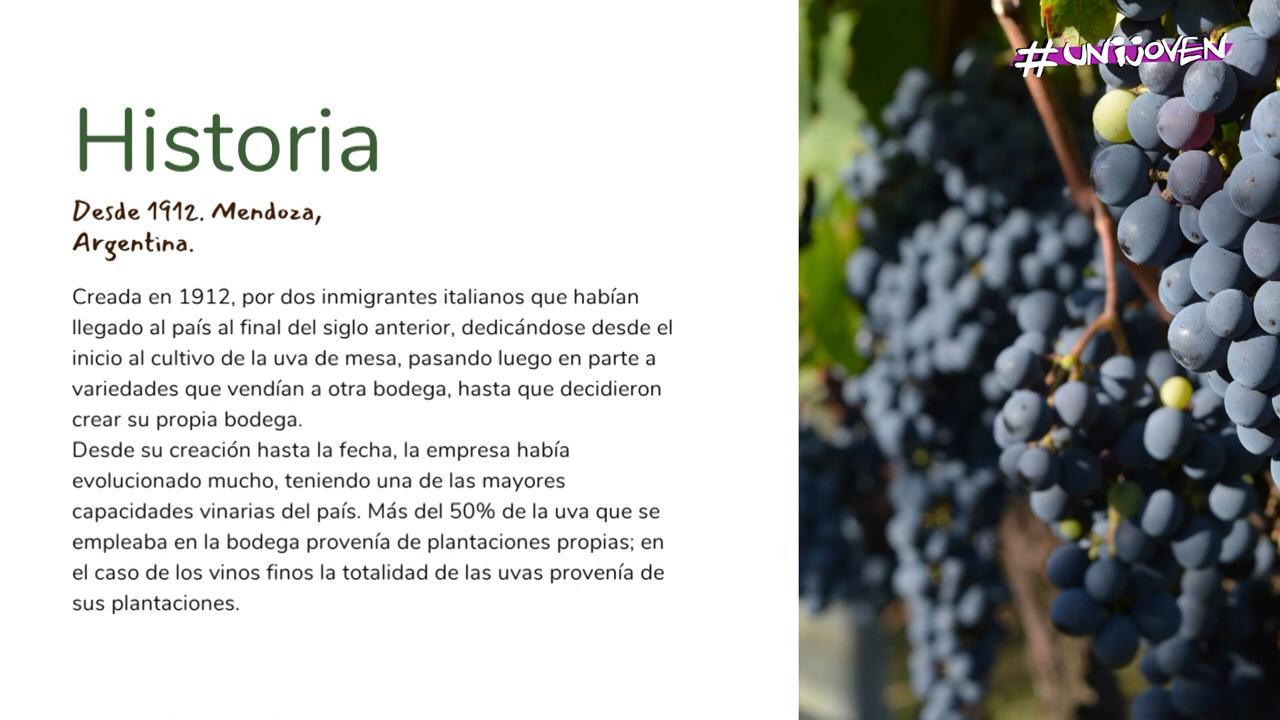 #UNIJOVEN
Historia
Desde 1912. Mendoza,
Argentina.
Creada en 1912, por dos inmigrantes italianos que habían
llegado al país al final del siglo anterior, dedicándose desde el
inicio al cultivo de la uva de mesa, pasando luego en parte a
variedades que vendían a otra bodega, hasta que decidieron
crear su propia bodega.
Desde su creación hasta la fecha, la empresa había
evolucionado mucho, teniendo una de las mayores
capacidades vinarias del país. Más del 50% de la uva que se
empleaba en la bodega provenía de plantaciones propias; en
el caso de los vinos finos la totalidad de las uvas provenía de
sus plantaciones.